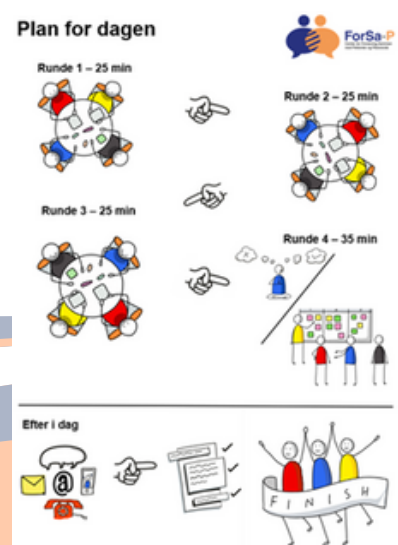 Plan for dagen
ForSa-P
Runde 1 – 25 min
Runde 2 – 25 min
Runde 3 – 25 min
Runde 4 – 35 min
Efter i dag
@
FINISH